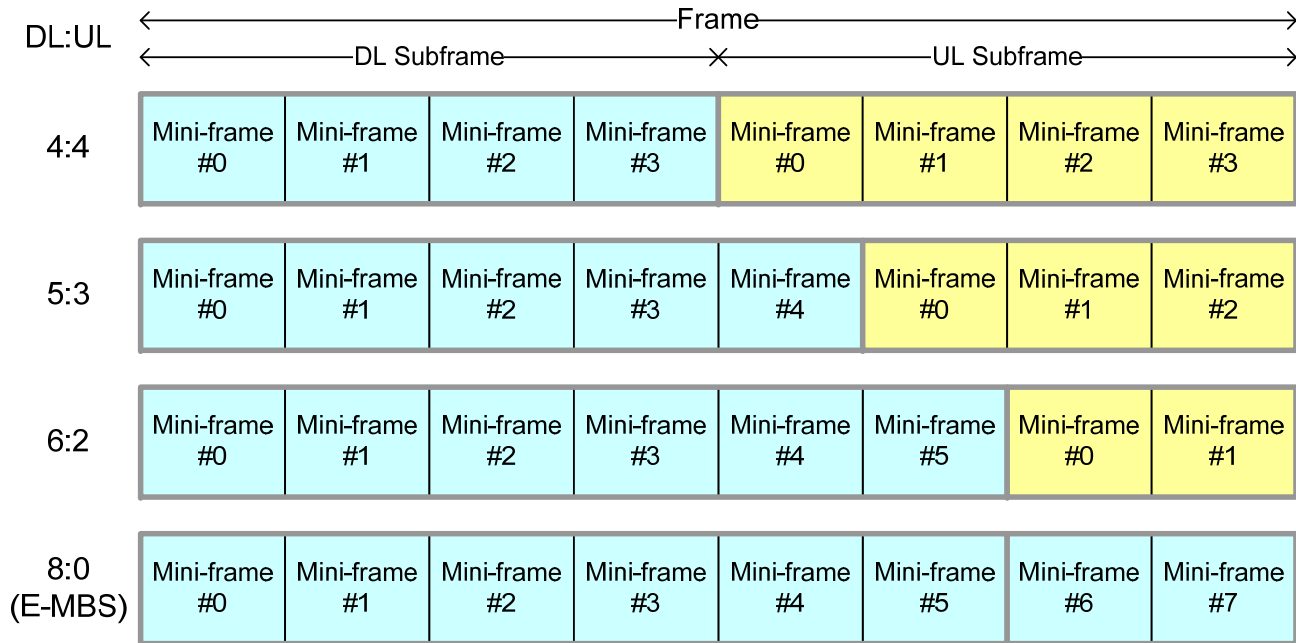 DL:UL
Frame
DL Subframe UL Subframe
4:4
Mini-frame Mini-frame Mini-frame Mini-frame Mini-frame Mini-frame Mini-frame Mini-frame
#0 #1 #2 #3 #0 #1 #2 #3
5:3
Mini-frame Mini-frame Mini-frame Mini-frame Mini-frame Mini-frame Mini-frame Mini-frame
#0 #1 #2 #3 #4 #0 #1 #2
6:2
Mini-frame Mini-frame Mini-frame Mini-frame Mini-frame Mini-frame Mini-frame Mini-frame
#0 #1 #2 #3 #4 #5 #0 #1
8:0
(E-MBS)
Mini-frame Mini-frame Mini-frame Mini-frame Mini-frame Mini-frame Mini-frame Mini-frame
#0 #1 #2 #3 #4 #5 #6 #7